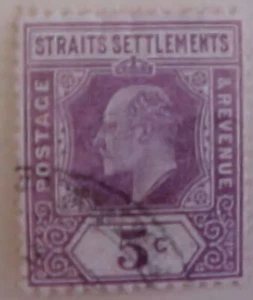 STRAITS SETTLEMENTS
POSTAGE
& REVENUE
5c